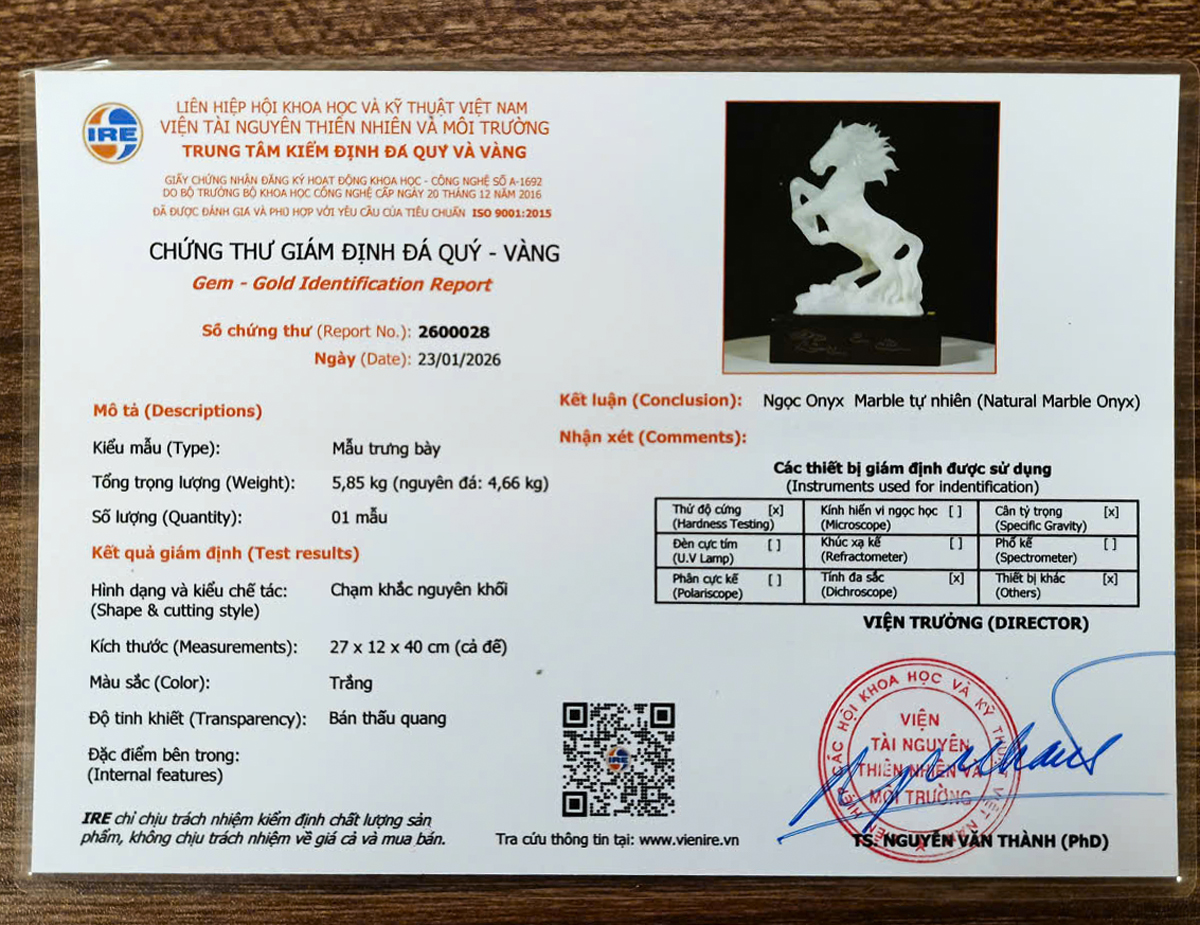 IRE
LIÊN HIỆP HỘI KHOA HỌC VÀ KỸ THUẬT VIỆT NAM
VIỆN TÀI NGUYÊN THIÊN NHIÊN VÀ MÔI TRƯỜNG
TRUNG TÂM KIỂM ĐỊNH ĐÁ QUÝ VÀ VÀNG
GIẤY CHỨNG NHẬN ĐĂNG KÝ HOẠT ĐỘNG KHOA HỌC - CÔNG NGHỆ SỐ A-1692
DO BỘ TRƯỞNG BỘ KHOA HỌC CÔNG NGHỆ CẤP NGÀY 20 THÁNG 12 NĂM 2016
ĐÃ ĐƯỢC ĐÁNH GIÁ VÀ PHÙ HỢP VỚI YÊU CẦU CỦA TIÊU CHUẨN ISO 9001:2015
CHỨNG THƯ GIÁM ĐỊNH ĐÁ QUÝ - VÀNG
Gem - Gold Identification Report
Số chứng thư (Report No.): 2600028
Ngày (Date): 23/01/2026
Mô tả (Descriptions)
Kiểu mẫu (Type): Mẫu trưng bày
Tổng trọng lượng (Weight): 5,85 kg (nguyên đá: 4,66 kg)
Số lượng (Quantity): 01 mẫu
Kết quả giám định (Test results)
Hình dạng và kiểu chế tác: Chạm khắc nguyên khối
(Shape & cutting style)
Kích thước (Measurements): 27 x 12 x 40 cm (cả đế)
Màu sắc (Color): Trắng
Độ tinh khiết (Transparency): Bán thấu quang
Đặc điểm bên trong:
(Internal features)
IRE chỉ chịu trách nhiệm kiểm định chất lượng sản
phẩm, không chịu trách nhiệm về giá cả và mua bán.
Kết luận (Conclusion): Ngọc Onyx Marble tự nhiên (Natural Marble Onyx)
Nhận xét (Comments):
Các thiết bị giám định được sử dụng
(Instruments used for indentification)
Thử độ cứng [x] Kính hiển vi ngọc học [ ] Cân tỷ trọng [x]
(Hardness Testing) (Microscope) (Specific Gravity)
Đèn cực tím [ ] Khúc xạ kế [ ] Phổ kế [ ]
(U.V Lamp) (Refractometer) (Spectrometer)
Phân cực kế [ ] Tính đa sắc [x] Thiết bị khác [x]
(Polariscope) (Dichroscope) (Others)
VIỆN TRƯỞNG (DIRECTOR)
LIÊN HIỆP CÁC HỘI KHOA HỌC VÀ KỸ THUẬT VIỆT NAM
VIỆN
TÀI NGUYÊN
THIÊN NHIÊN VÀ
MÔI TRƯỜNG
IRE
Tra cứu thông tin tại: www.vienire.vn
TS. NGUYỄN VĂN THÀNH (PhD)